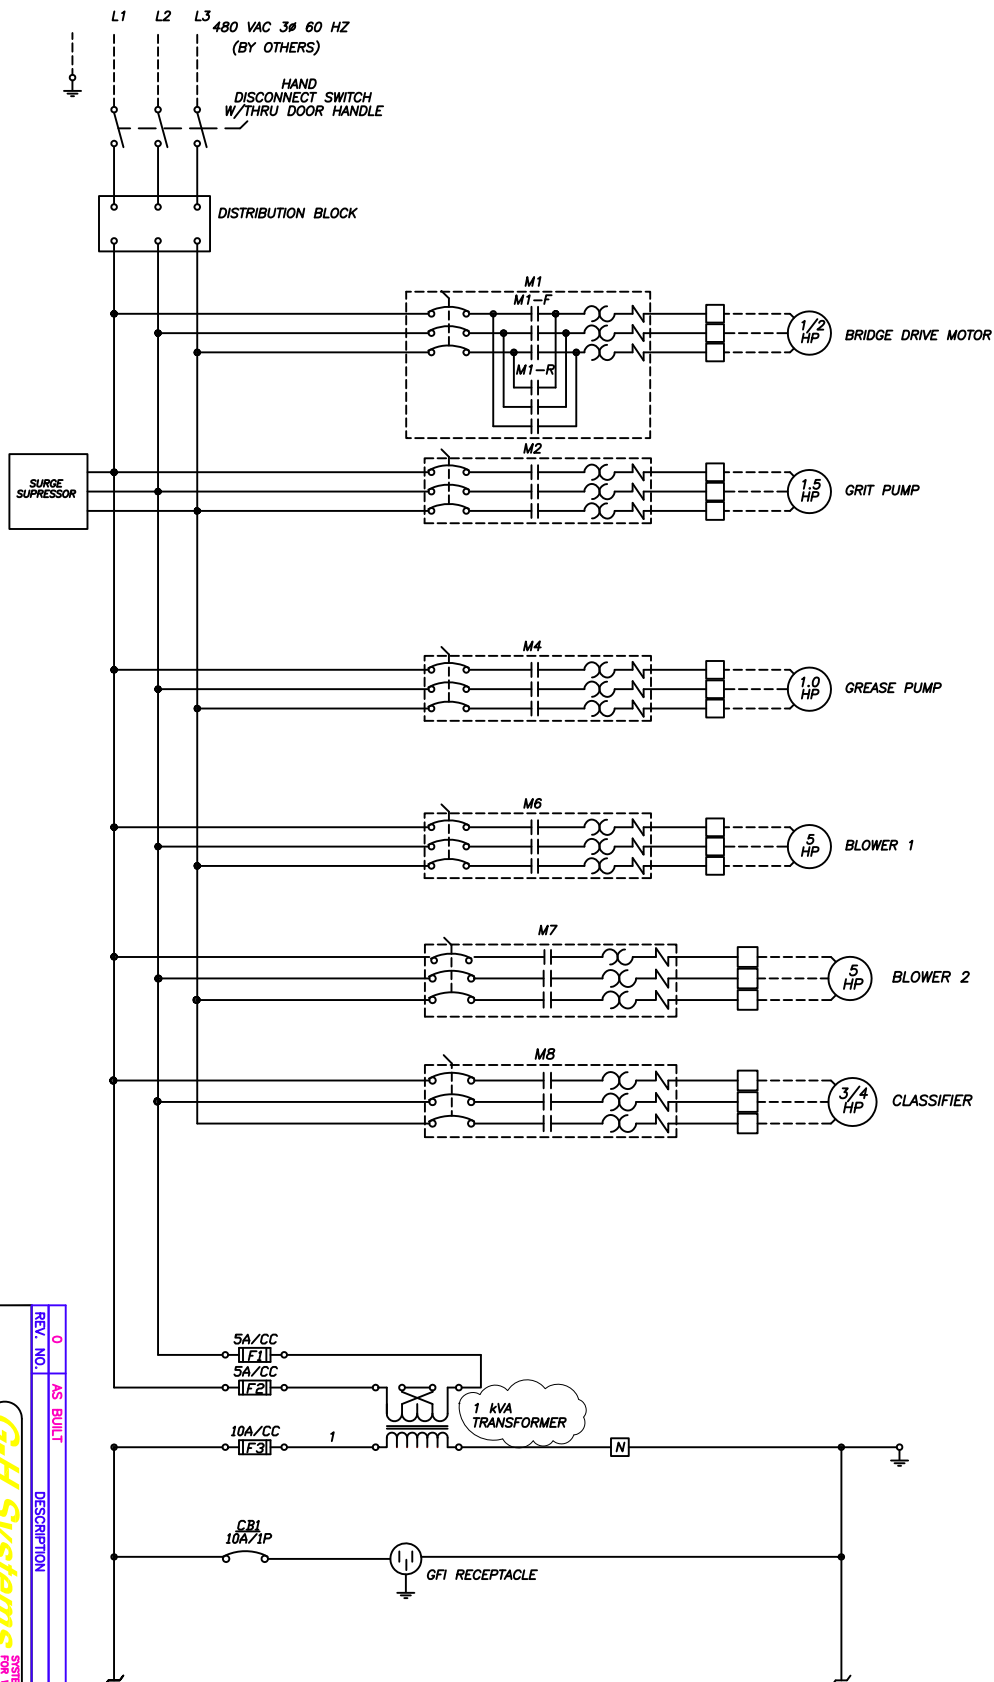 L1 L2 L3
480 VAC 3ø 60 HZ
(BY OTHERS)
HAND
DISCONNECT SWITCH
W/THRU DOOR HANDLE
DISTRIBUTION BLOCK
M1
M1-F
M1-R
1/2
HP
BRIDGE DRIVE MOTOR
SURGE
SUPRESSOR
M2
1.5
HP
GRIT PUMP
M4
1.0
HP
GREASE PUMP
M6
5
HP
BLOWER 1
M7
5
HP
BLOWER 2
M8
3/4
HP
CLASSIFIER
5A/CC
F1
5A/CC
F2
1 kVA
TRANSFORMER
10A/CC
F3
1
N
CB1
10A/1P
GFI RECEPTACLE
0 AS BUILT
REV. NO. DESCRIPTION
Systems
FOR